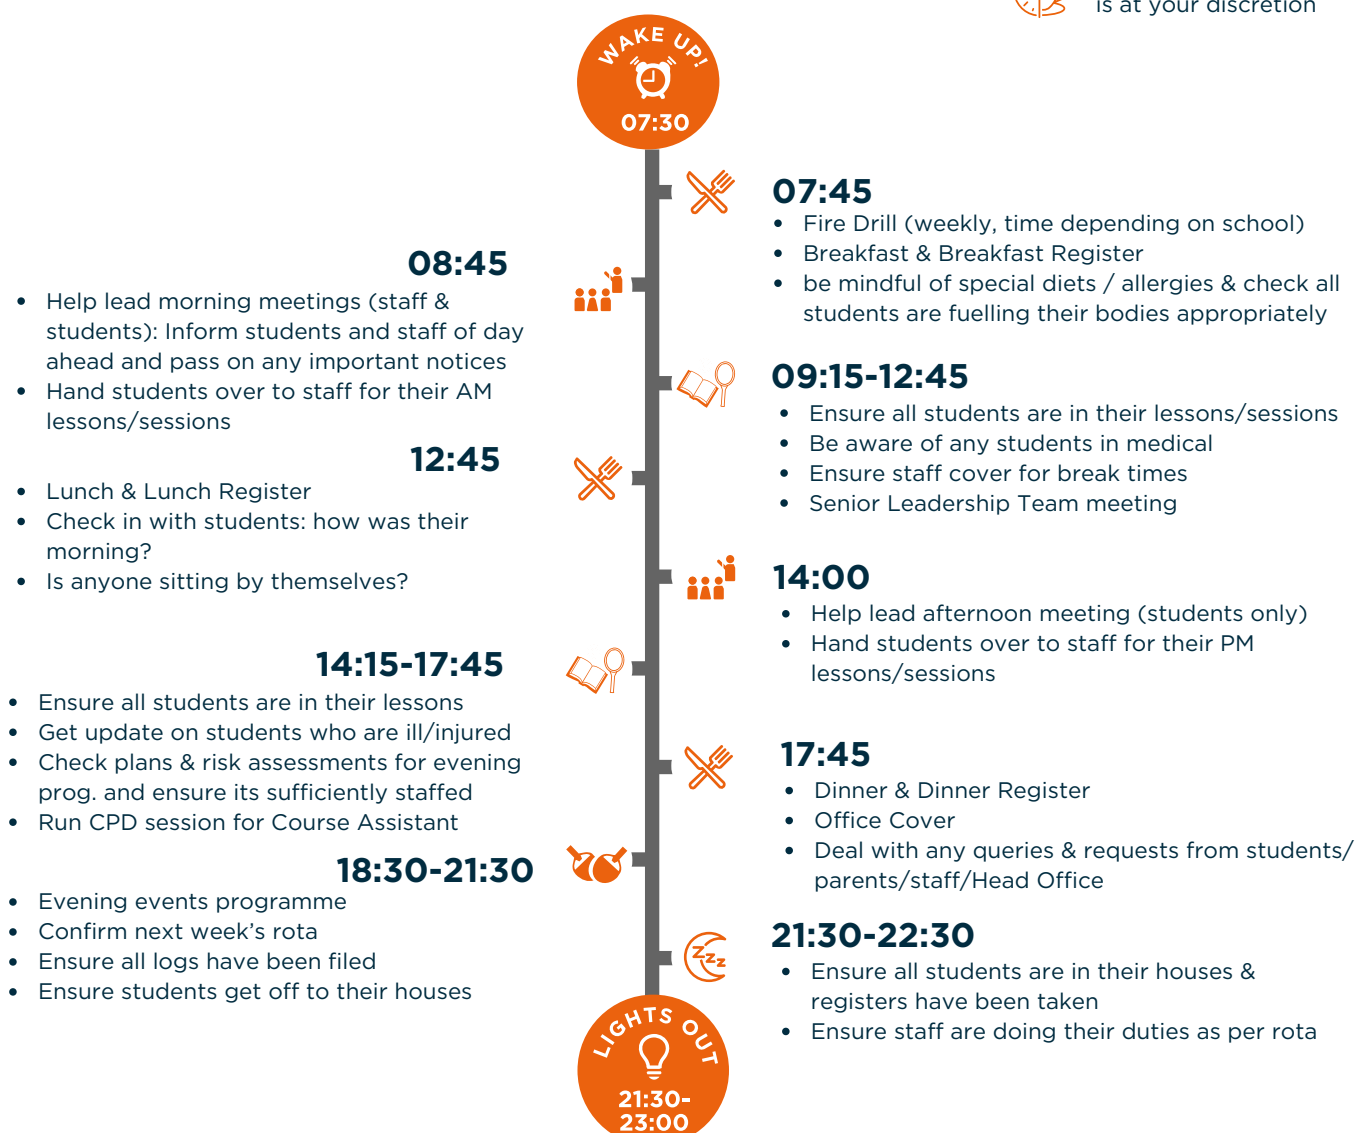 is at your discretion
WAKE UP!
07:30
07:45
• Fire Drill (weekly, time depending on school)
• Breakfast & Breakfast Register
• be mindful of special diets / allergies & check all
students are fuelling their bodies appropriately
08:45
• Help lead morning meetings (staff &
students): Inform students and staff of day
ahead and pass on any important notices
• Hand students over to staff for their AM
lessons/sessions
09:15-12:45
• Ensure all students are in their lessons/sessions
• Be aware of any students in medical
• Ensure staff cover for break times
• Senior Leadership Team meeting
12:45
• Lunch & Lunch Register
• Check in with students: how was their
morning?
• Is anyone sitting by themselves?
14:00
• Help lead afternoon meeting (students only)
• Hand students over to staff for their PM
lessons/sessions
14:15-17:45
• Ensure all students are in their lessons
• Get update on students who are ill/injured
• Check plans & risk assessments for evening
prog. and ensure its sufficiently staffed
• Run CPD session for Course Assistant
17:45
• Dinner & Dinner Register
• Office Cover
• Deal with any queries & requests from students/
parents/staff/Head Office
18:30-21:30
• Evening events programme
• Confirm next week's rota
• Ensure all logs have been filed
• Ensure students get off to their houses
21:30-22:30
• Ensure all students are in their houses &
registers have been taken
• Ensure staff are doing their duties as per rota
ZZZ
LIGHTS OUT
21:30-
23:00